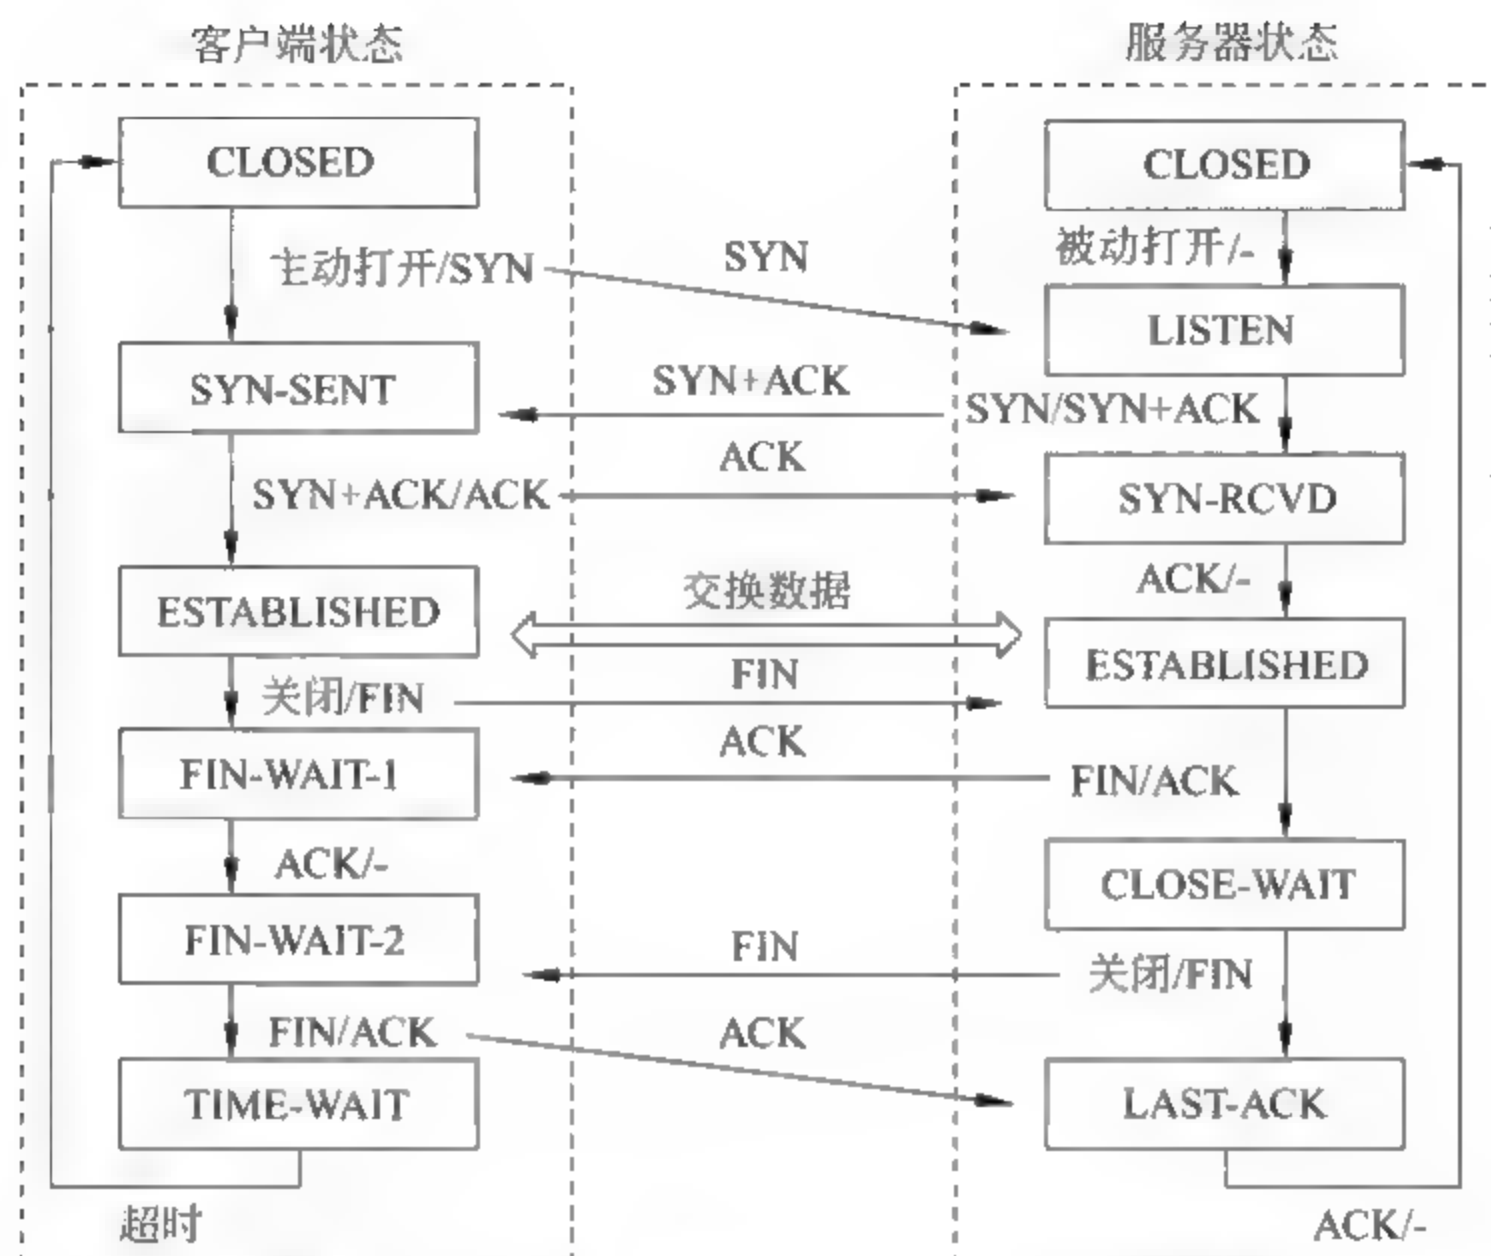 客户端状态
服务器状态
CLOSED
CLOSED
主动打开/SYN
SYN
被动打开/-
LISTEN
SYN-SENT
SYN+ACK
SYN/SYN+ACK
ACK
SYN+ACK/ACK
SYN-RCVD
ACK/-
ESTABLISHED
交换数据
ESTABLISHED
关闭/FIN
FIN
ACK
FIN-WAIT-1
FIN/ACK
ACK/-
CLOSE-WAIT
FIN-WAIT-2
FIN
关闭/FIN
FIN/ACK
ACK
TIME-WAIT
LAST-ACK
超时
ACK/-